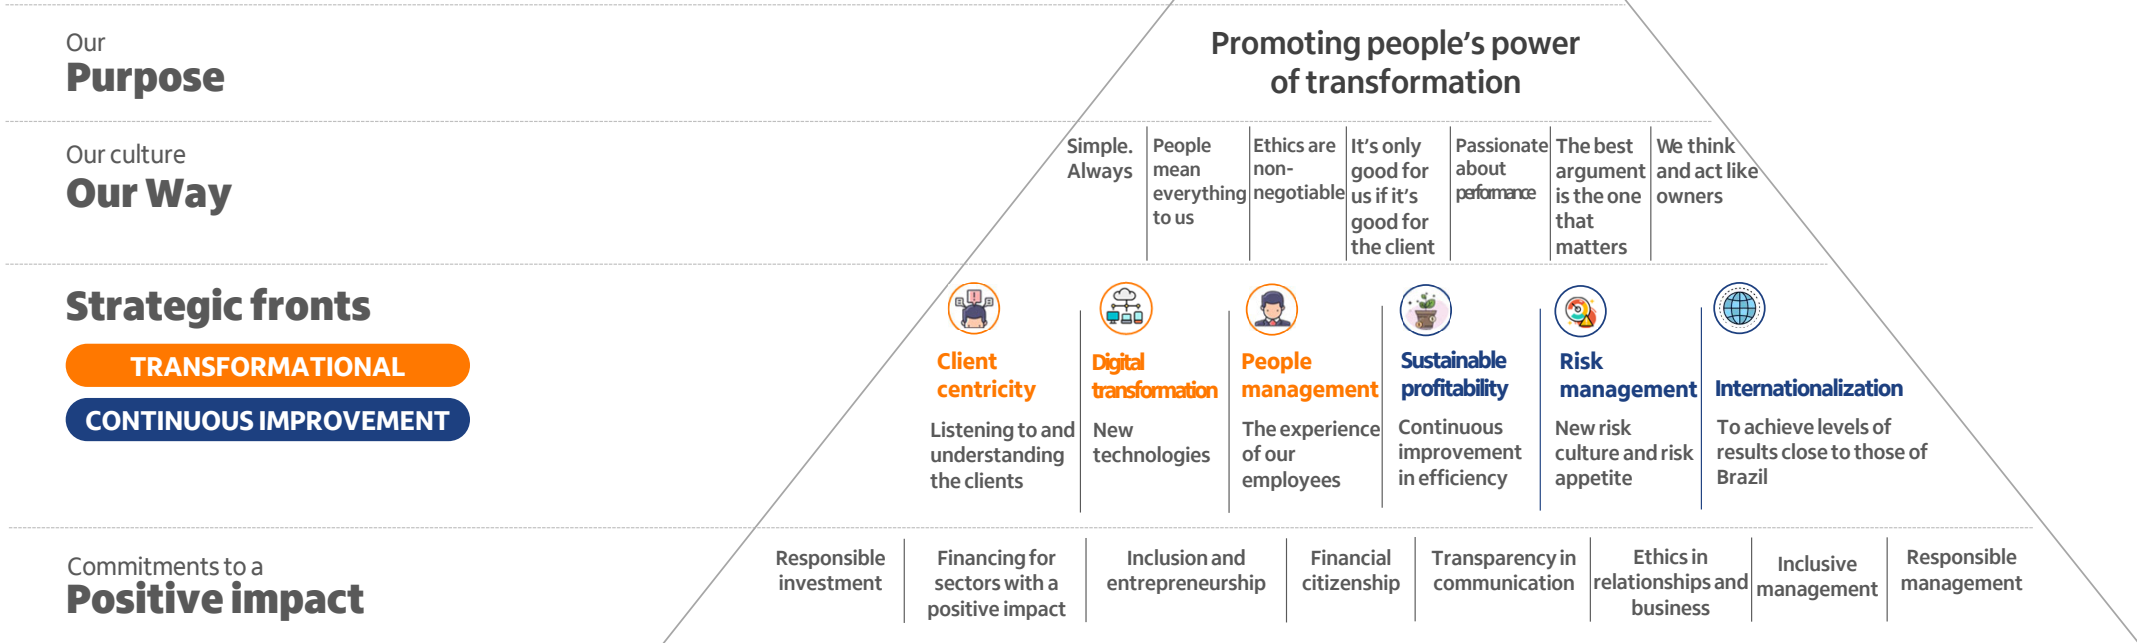 Our
Purpose
Promoting people's power
of transformation
Our culture
Our Way
Simple.
Always
People
mean
everything
to us
Ethics are
non-
negotiable
It's only
good for
us if it's
good for
the client
Passionate
about
performance
The best
argument
is the one
that
matters
We think
and act like
owners
Strategic fronts
TRANSFORMATIONAL
CONTINUOUS IMPROVEMENT
Client
centricity
Listening to and
understanding
the clients
Digital
transformation
New
technologies
People
management
The experience
of our
employees
Sustainable
profitability
Continuous
improvement
in efficiency
Risk
management
New risk
culture and risk
appetite
Internationalization
To achieve levels of
results close to those of
Brazil
Commitments to a
Positive impact
Responsible
investment
Financing for
sectors with a
positive impact
Inclusion and
entrepreneurship
Financial
citizenship
Transparency in
communication
Ethics in
relationships and
business
Inclusive
management
Responsible
management